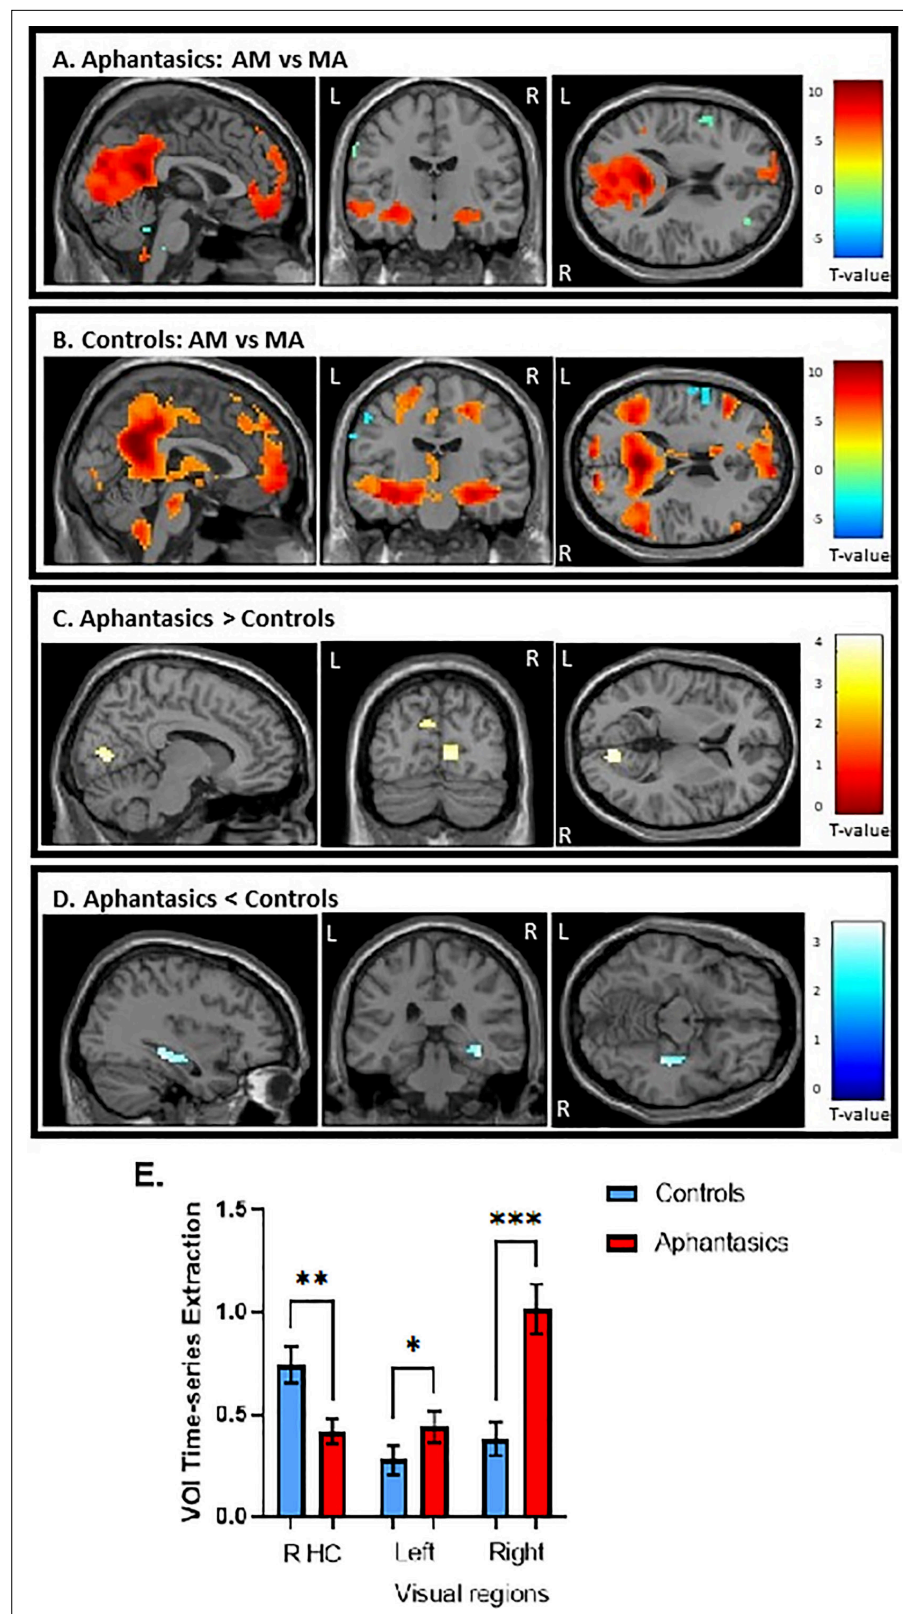 A. Aphantasics: AM vs MA
L
R
L
R
10
5
0
-5
T-value
B. Controls: AM vs MA
L
R
L
R
10
5
0
-5
T-value
C. Aphantasics > Controls
L
R
L
R
4
3
2
1
0
T-value
D. Aphantasics < Controls
L
R
L
R
3
2
1
0
T-value
E.
Controls
Aphantasics
VOI Time-series Extraction
1.5
1.0
0.5
0.0
**
*
***
R HC
Left
Right
Visual regions